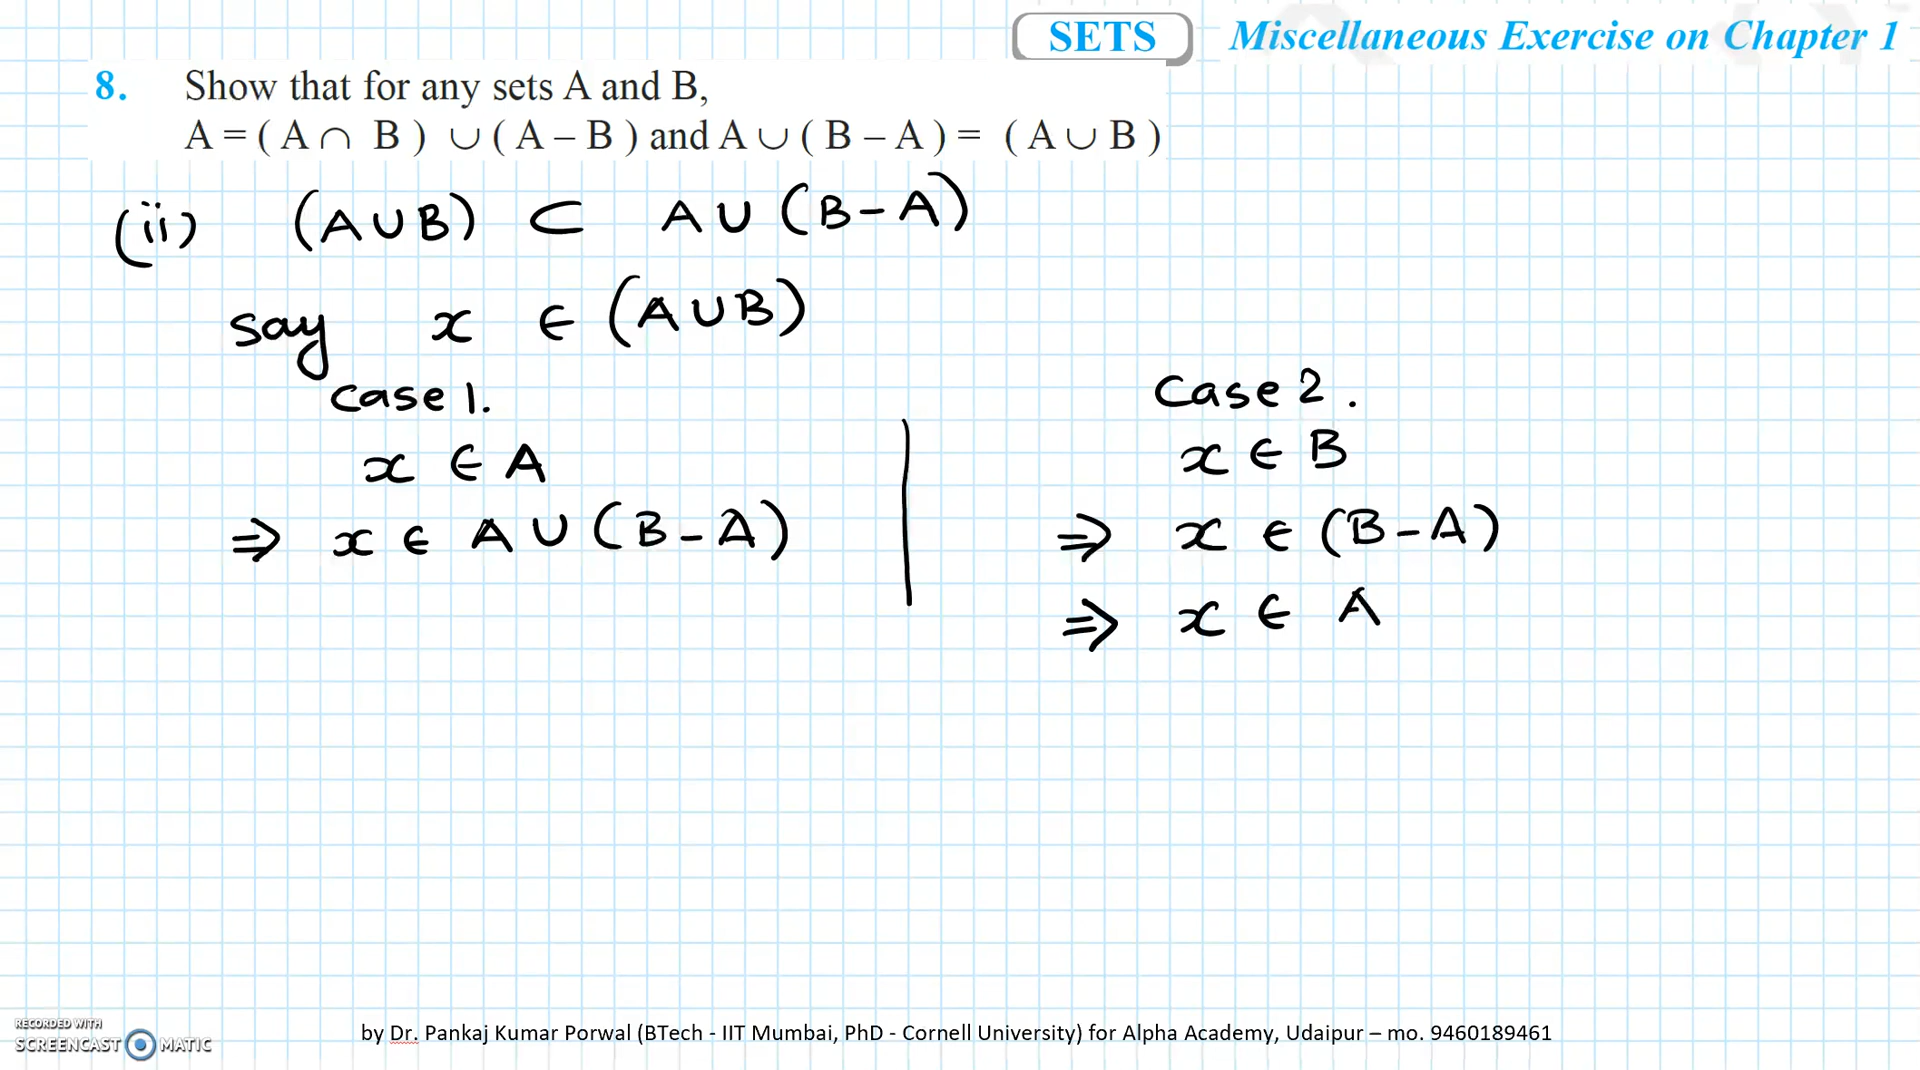 SETS Miscellaneous Exercise on Chapter 1
8. Show that for any sets A and B,
A = ( A ∩ B ) ∪ ( A – B ) and A ∪ ( B – A ) = ( A ∪ B )
(ii) (A∪B) ⊂ A∪(B-A)
say x ∈ (A∪B)
Case 1.
x ∈ A
⇒ x ∈ A ∪ (B-A)
Case 2.
x ∈ B
⇒ x ∈ (B-A)
⇒ x ∈ A
RECORDED WITH
SCREENCAST MATIC
by Dr. Pankaj Kumar Porwal (BTech - IIT Mumbai, PhD - Cornell University) for Alpha Academy, Udaipur – mo. 9460189461